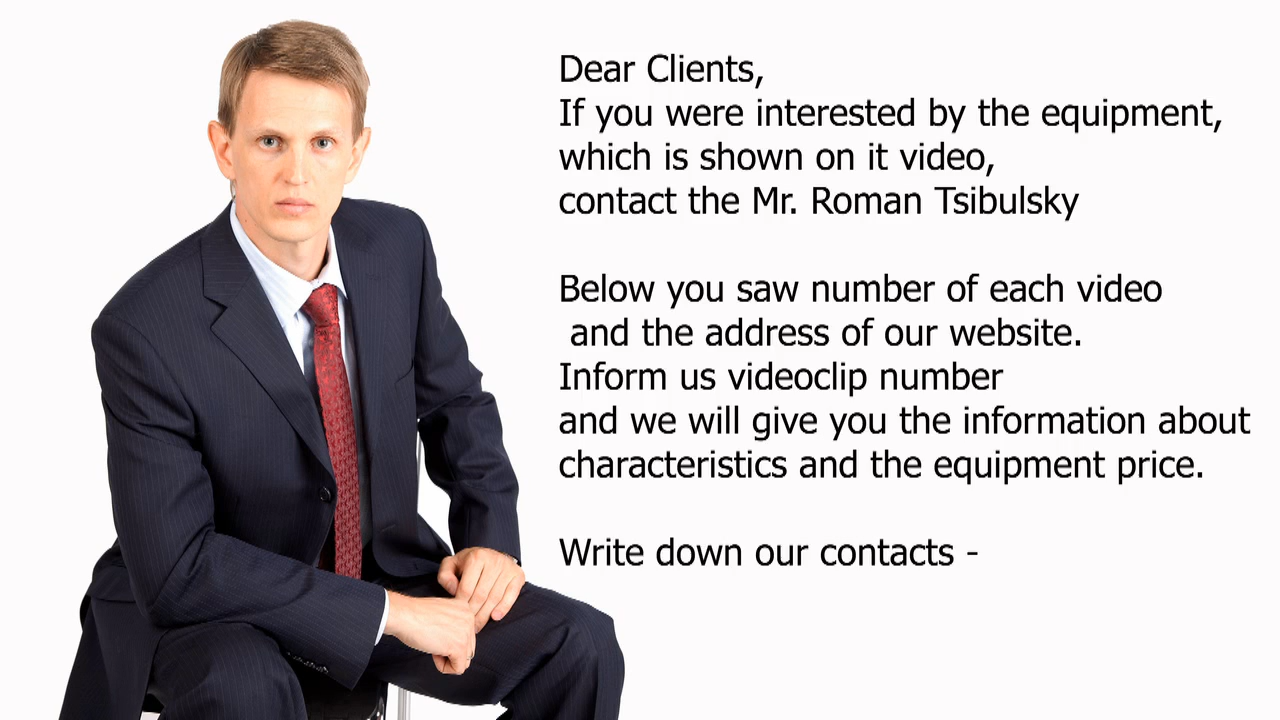 Dear Clients,
If you were interested by the equipment,
which is shown on it video,
contact the Mr. Roman Tsibulsky
Below you saw number of each video
and the address of our website.
Inform us videoclip number
and we will give you the information about
characteristics and the equipment price.
Write down our contacts -